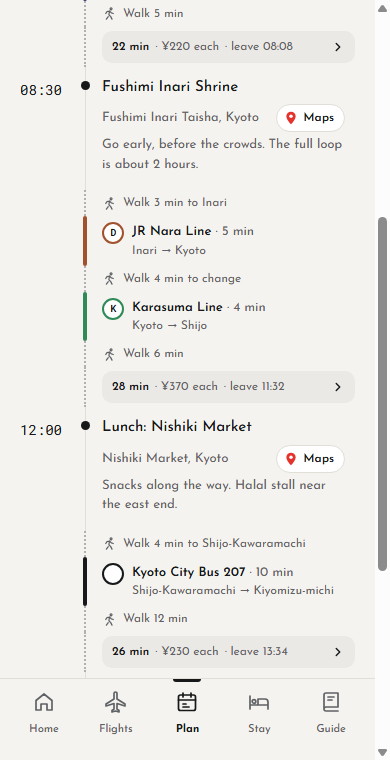 Walk 5 min
22 min · ¥220 each · leave 08:08
08:30
Fushimi Inari Shrine
Fushimi Inari Taisha, Kyoto
Maps
Go early, before the crowds. The full loop
is about 2 hours.
Walk 3 min to Inari
D
JR Nara Line · 5 min
Inari → Kyoto
Walk 4 min to change
K
Karasuma Line · 4 min
Kyoto → Shijo
Walk 6 min
28 min · ¥370 each · leave 11:32
12:00
Lunch: Nishiki Market
Nishiki Market, Kyoto
Maps
Snacks along the way. Halal stall near
the east end.
Walk 4 min to Shijo-Kawaramachi
Kyoto City Bus 207 · 10 min
Shijo-Kawaramachi → Kiyomizu-michi
Walk 12 min
26 min · ¥230 each · leave 13:34
Home
Flights
Plan
Stay
Guide